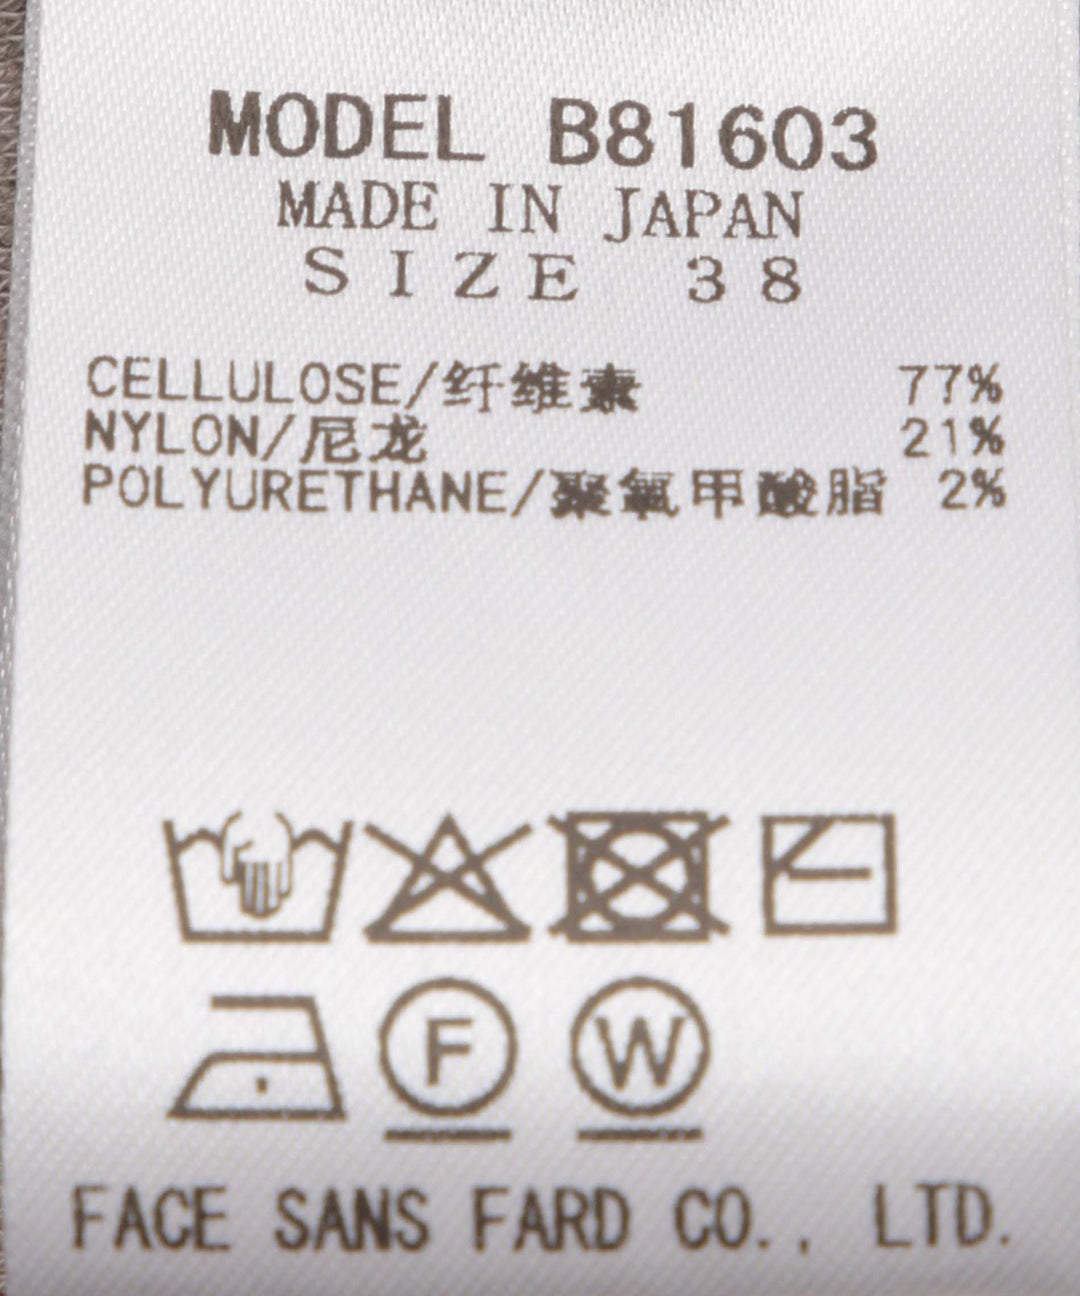 MODEL B81603
MADE IN JAPAN
SIZE 38
CELLULOSE/纤维素 77%
NYLON/尼龙 21%
POLYURETHANE/聚氧甲酸脂 2%
F W
FACE SANS FARD CO., LTD.